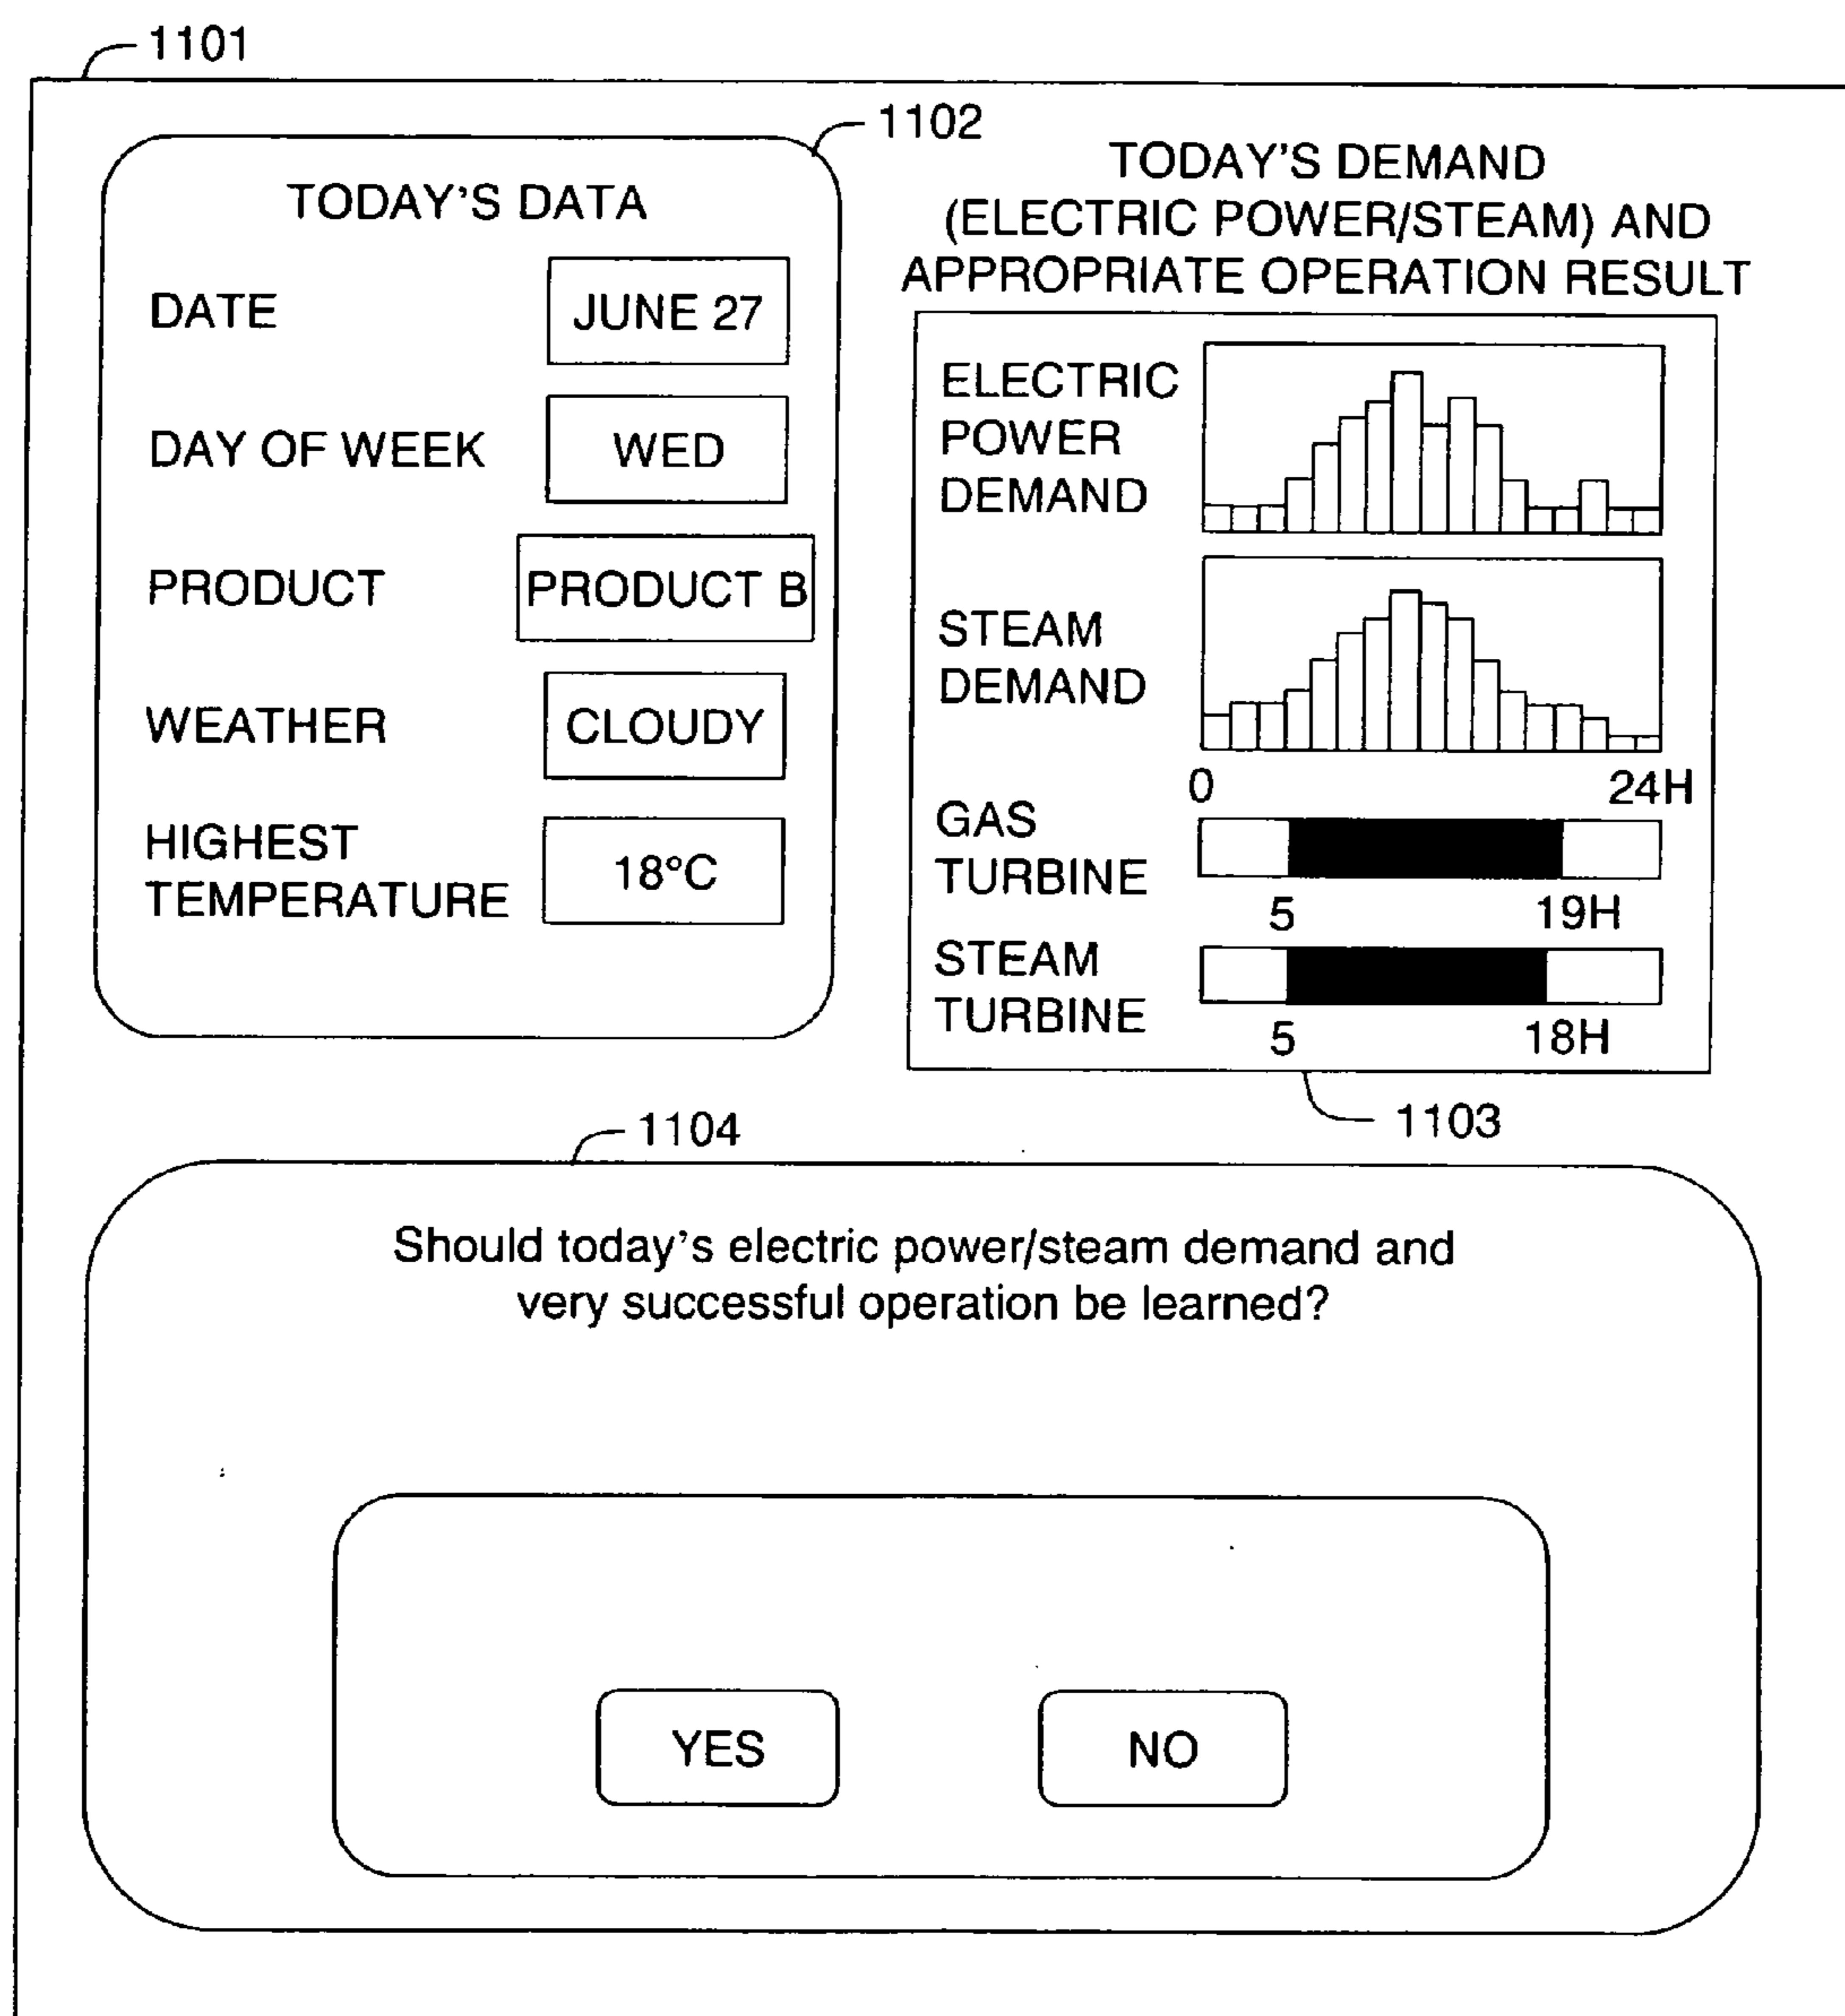 1101
1102
TODAY'S DATA
DATE
JUNE 27
DAY OF WEEK
WED
PRODUCT
PRODUCT B
WEATHER
CLOUDY
HIGHEST
TEMPERATURE
18°C
TODAY'S DEMAND
(ELECTRIC POWER/STEAM) AND
APPROPRIATE OPERATION RESULT
ELECTRIC
POWER
DEMAND
STEAM
DEMAND
0
24H
GAS
TURBINE
5
19H
STEAM
TURBINE
5
18H
1103
1104
Should today's electric power/steam demand and
very successful operation be learned?
YES
NO